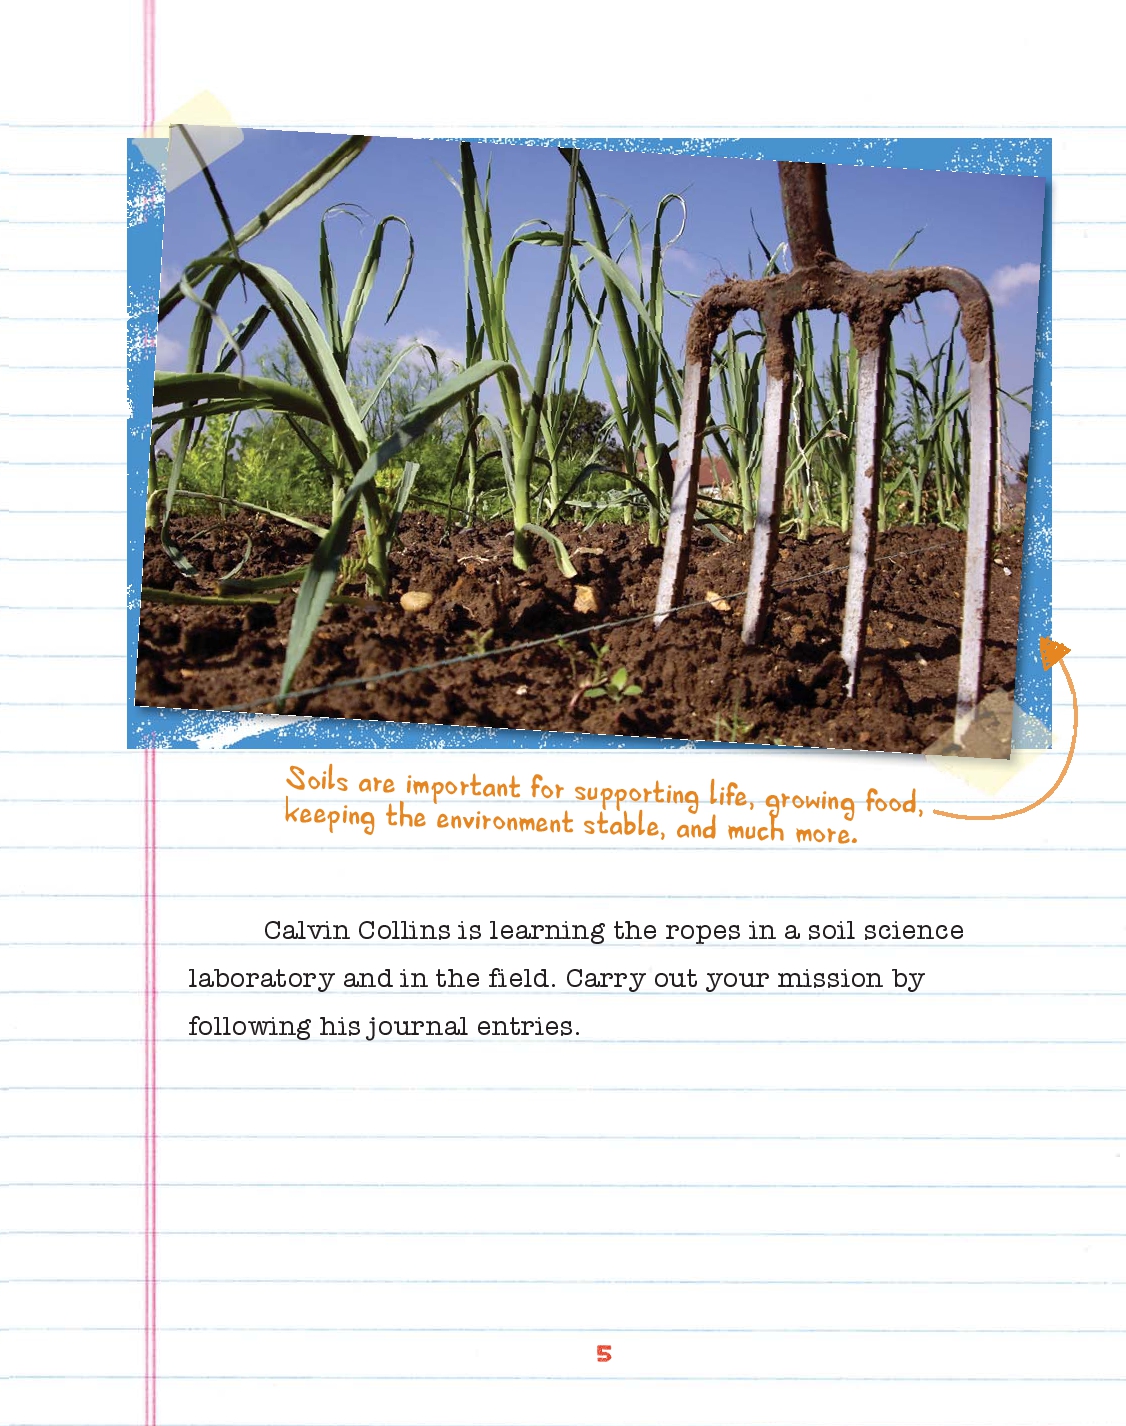 Soils are important for supporting life, growing food,
keeping the environment stable, and much more.
Calvin Collins is learning the ropes in a soil science
laboratory and in the field. Carry out your mission by
following his journal entries.
5